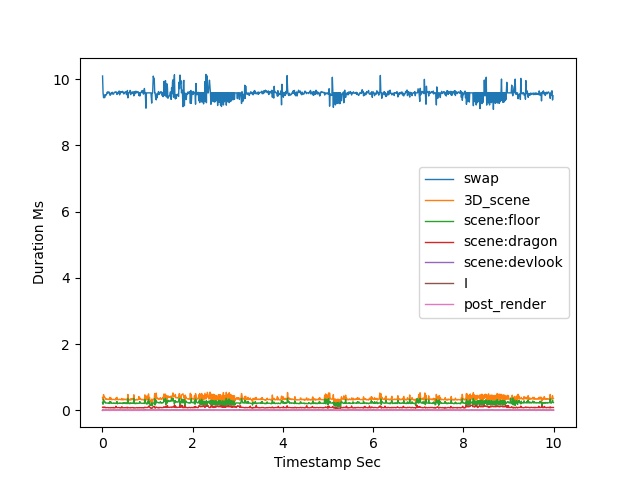 10
8
6
4
2
0
Duration Ms
swap
3D_scene
scene:floor
scene:dragon
scene:devlook
I
post_render
0 2 4 6 8 10
Timestamp Sec